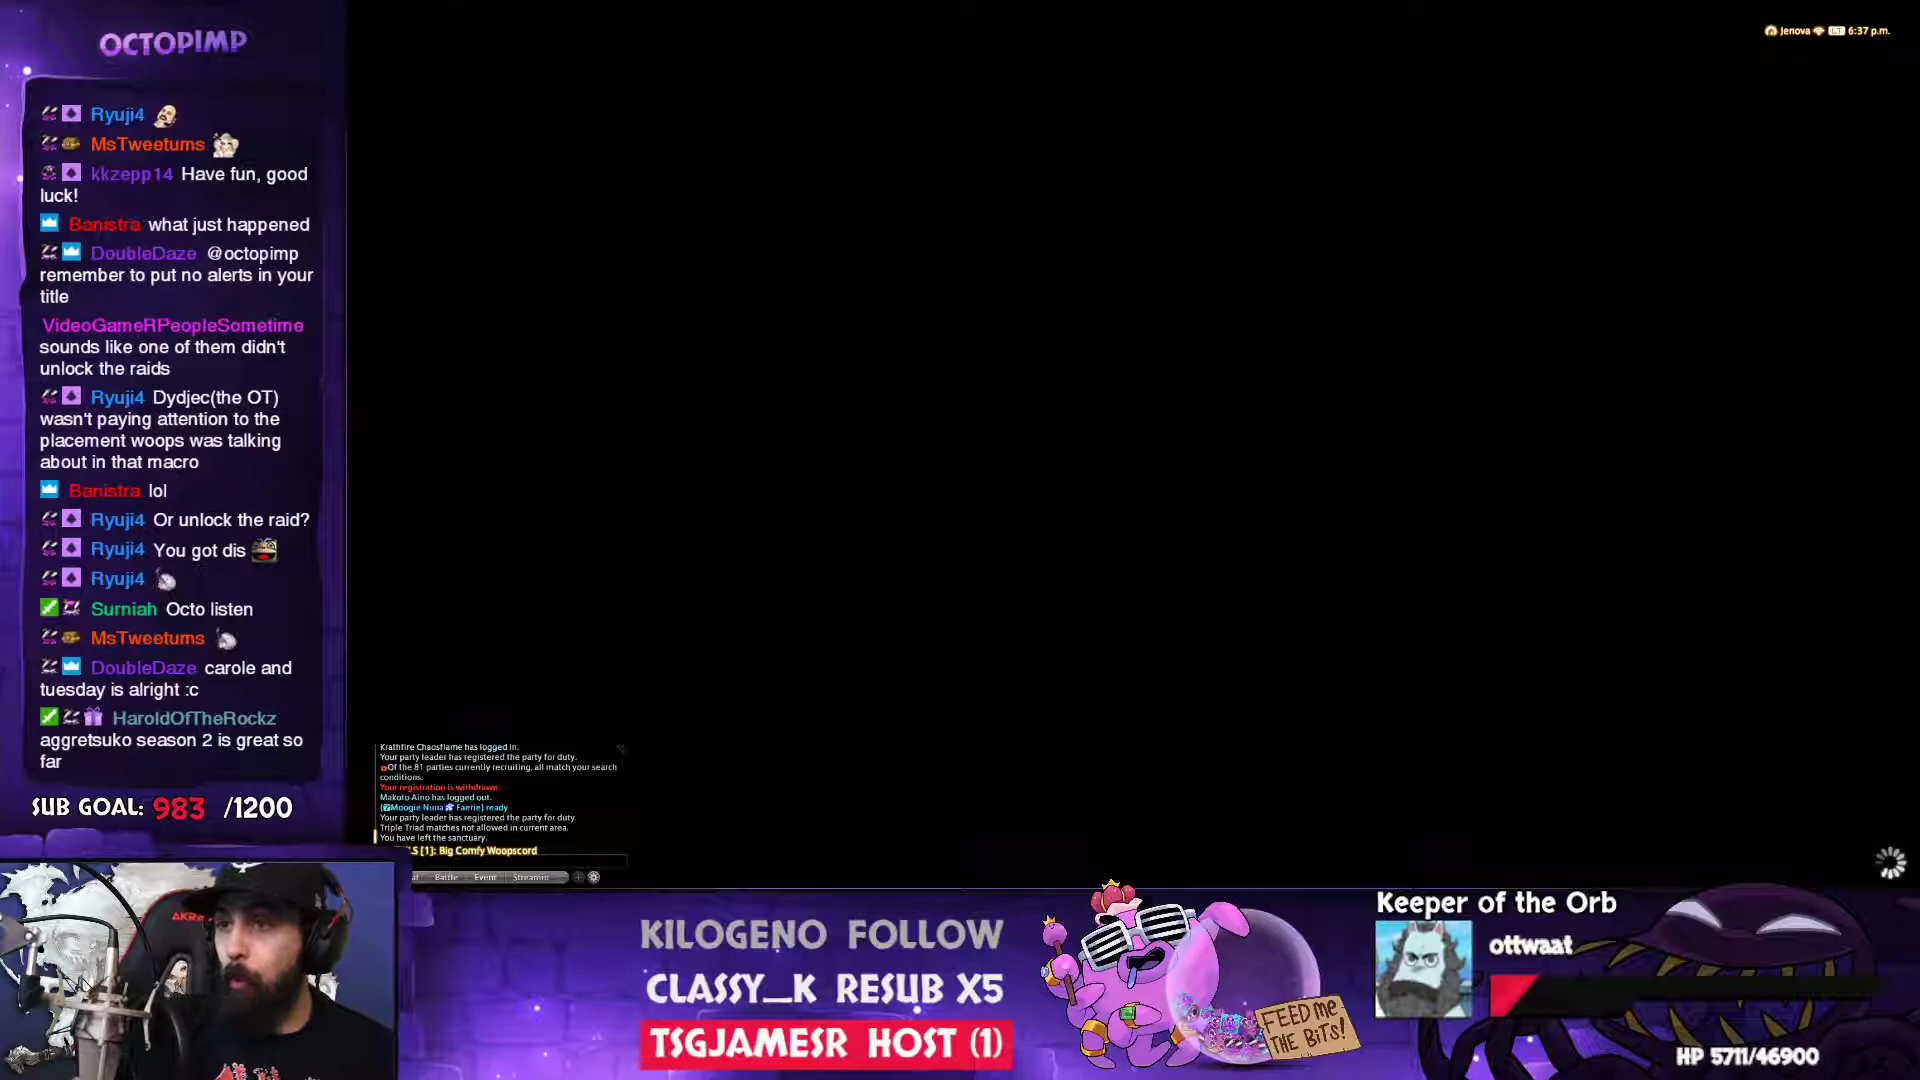 OCTOPIMP
Jenova LT 6:37 p.m.
Ryuji4
MsTweetums
kkzepp14 Have fun, good
luck!
Banistra what just happened
DoubleDaze @octopimp
remember to put no alerts in your
title
VideoGameRPeopleSometime
sounds like one of them didn't
unlock the raids
Ryuji4 Dydjec(the OT)
wasn't paying attention to the
placement woops was talking
about in that macro
Banistra lol
Ryuji4 Or unlock the raid?
Ryuji4 You got dis
Ryuji4
Surniah Octo listen
MsTweetums
DoubleDaze carole and
tuesday is alright :c
HaroldOfTheRockz
aggretsuko season 2 is great so
far
SUB GOAL: 983 /1200
Krathfire Chaosflame has logged in.
Your party leader has registered the party for duty.
Of the 81 parties currently recruiting, all match your search
conditions.
Your registration is withdrawn.
Makoto Aino has logged out.
Moogie Nuna Faerie) ready
Your party leader has registered the party for duty.
Triple Triad matches not allowed in current area.
You have left the sanctuary.
LS [1]: Big Comfy Woopscord
Battle Event Streamin
KILOGENO FOLLOW
CLASSY_K RESUB X5
TSGJAMESR HOST (1)
FEED ME
THE BITS!
Keeper of the Orb
ottwaat
HP 5711/46900